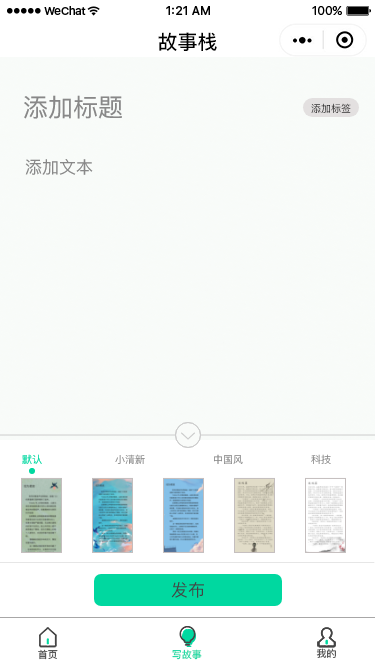 WeChat 1:21 AM 100%
故事栈
添加标题
添加标签
添加文本
默认 小清新 中国风 科技
发布
首页 写故事 我的